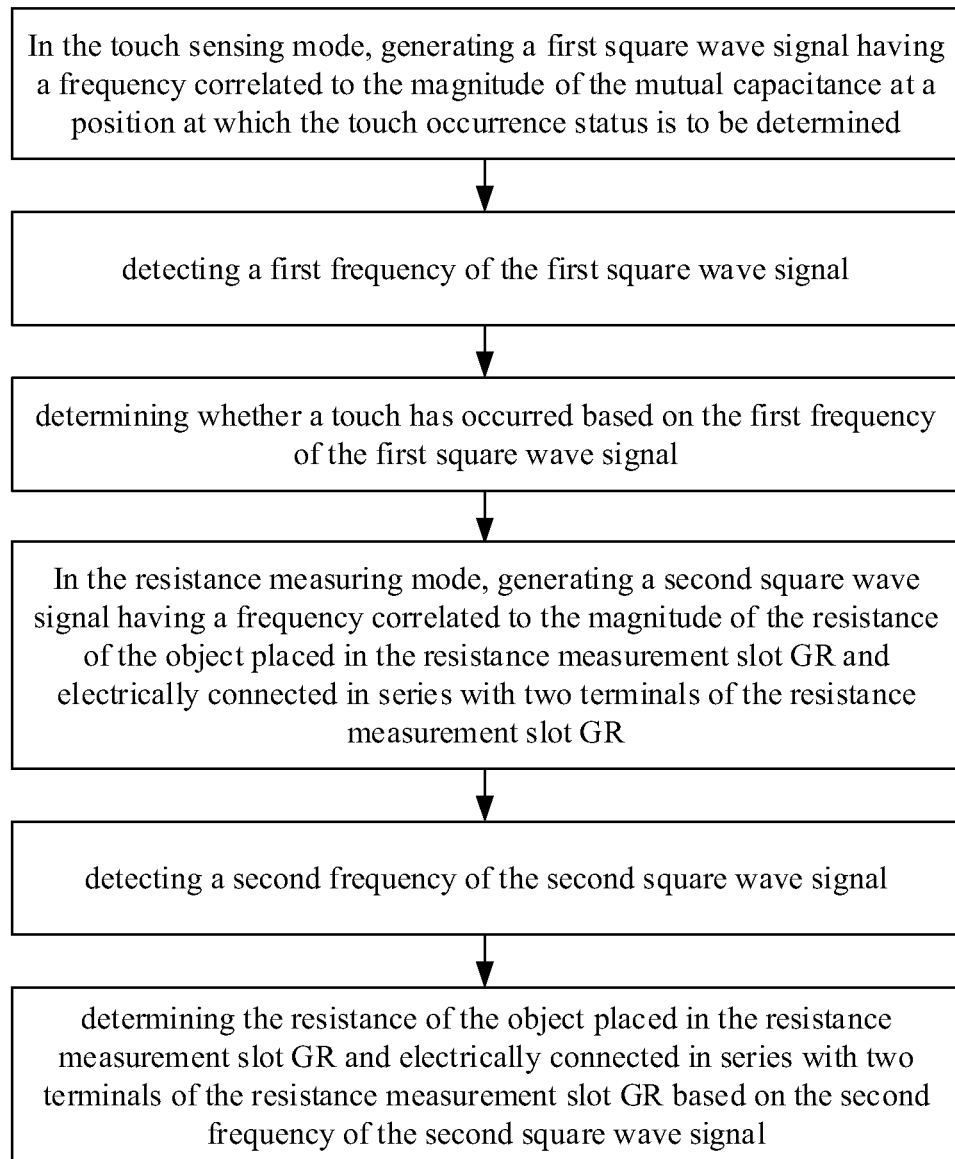 In the touch sensing mode, generating a first square wave signal having
a frequency correlated to the magnitude of the mutual capacitance at a
position at which the touch occurrence status is to be determined
detecting a first frequency of the first square wave signal
determining whether a touch has occurred based on the first frequency
of the first square wave signal
In the resistance measuring mode, generating a second square wave
signal having a frequency correlated to the magnitude of the resistance
of the object placed in the resistance measurement slot GR and
electrically connected in series with two terminals of the resistance
measurement slot GR
detecting a second frequency of the second square wave signal
determining the resistance of the object placed in the resistance
measurement slot GR and electrically connected in series with two
terminals of the resistance measurement slot GR based on the second
frequency of the second square wave signal